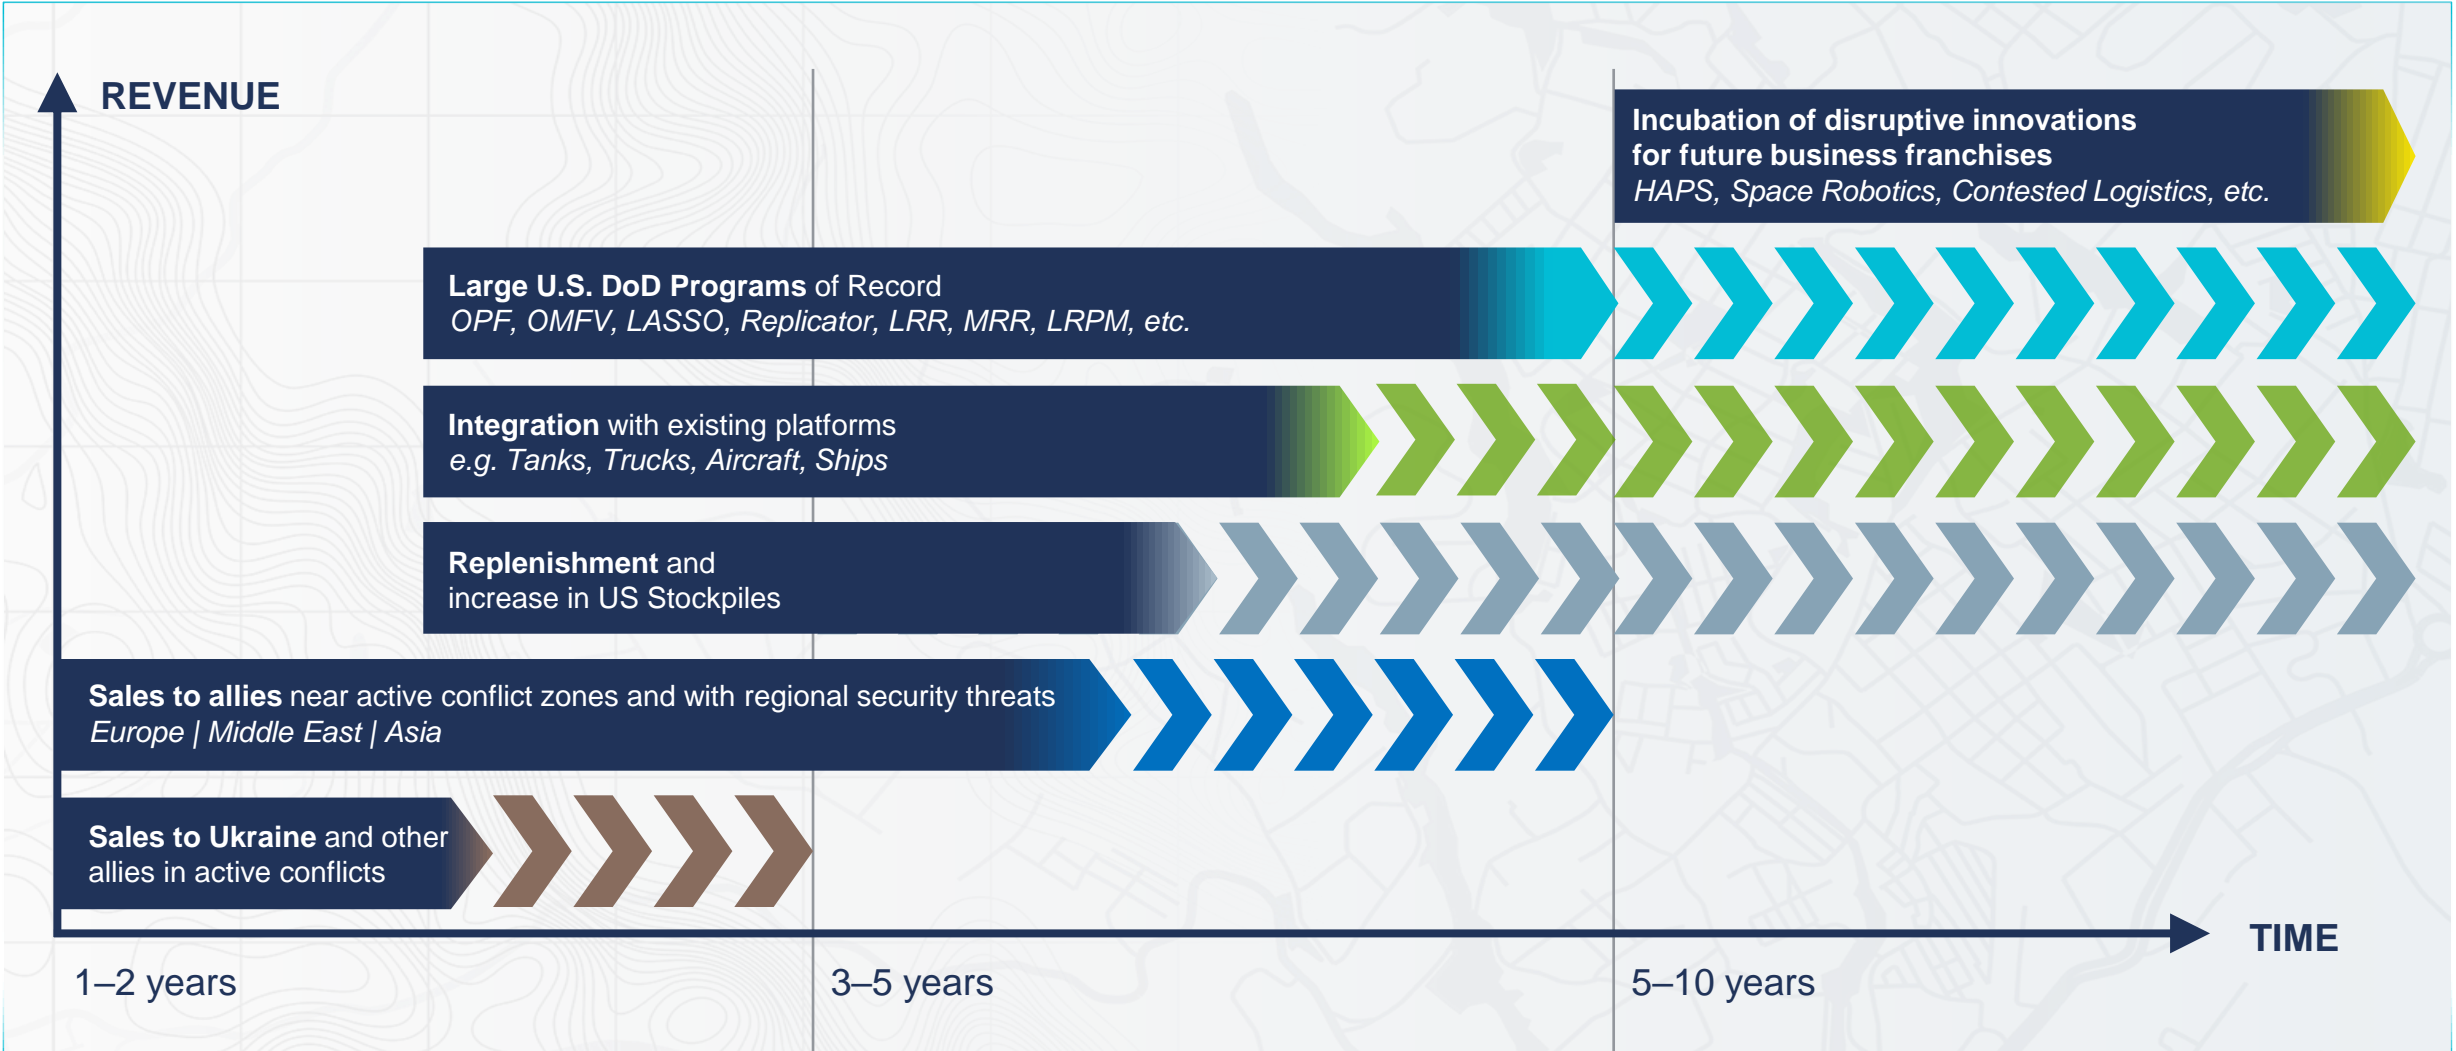 REVENUE
Incubation of disruptive innovations
for future business franchises
HAPS, Space Robotics, Contested Logistics, etc.
Large U.S. DoD Programs of Record
OPF, OMFV, LASSO, Replicator, LRR, MRR, LRPM, etc.
Integration with existing platforms
e.g. Tanks, Trucks, Aircraft, Ships
Replenishment and
increase in US Stockpiles
Sales to allies near active conflict zones and with regional security threats
Europe | Middle East | Asia
Sales to Ukraine and other
allies in active conflicts
TIME
1–2 years
3–5 years
5–10 years